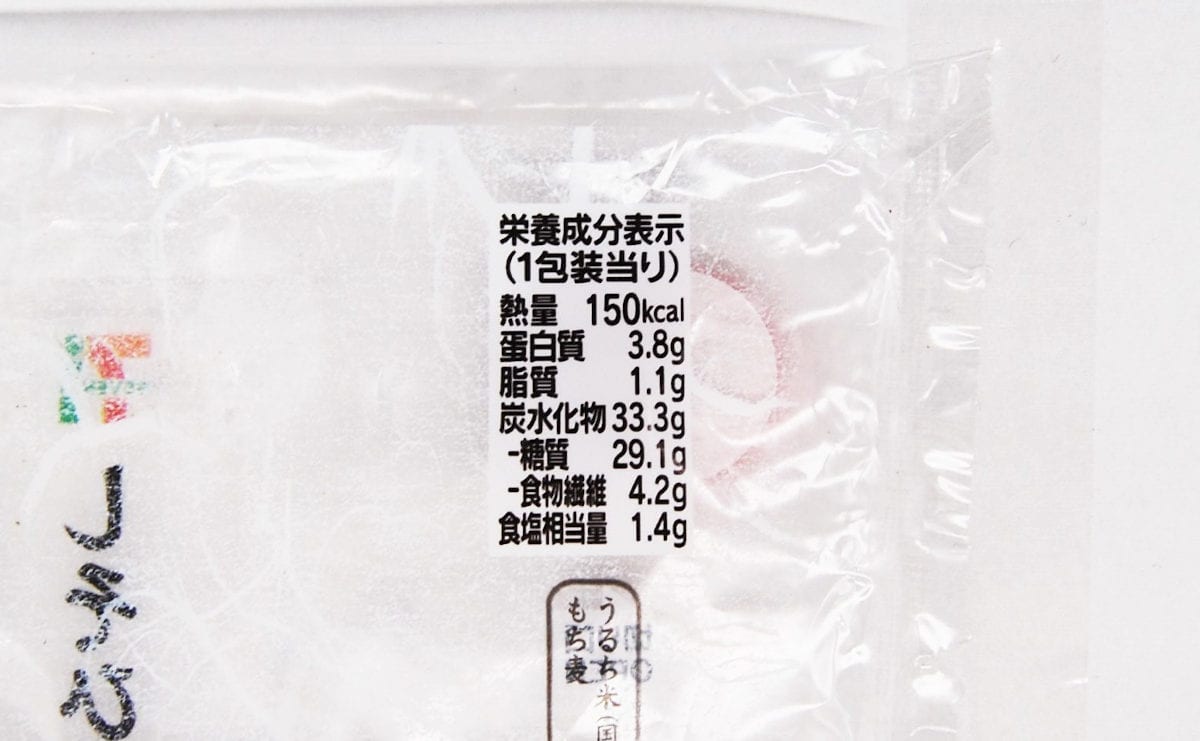 栄養成分表示
(1包装当り)
熱量 150kcal
蛋白質 3.8g
脂質 1.1g
炭水化物 33.3g
-糖質 29.1g
-食物繊維 4.2g
食塩相当量 1.4g
うるち米(国
もち麦